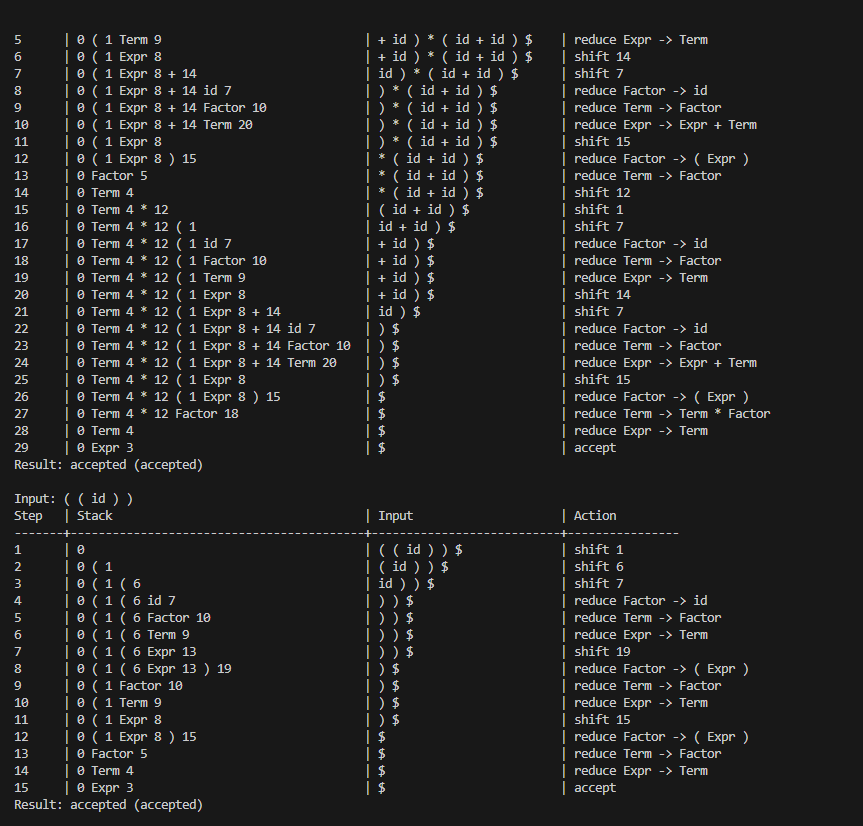 5 | 0 ( 1 Term 9 | + id ) * ( id + id ) $ | reduce Expr -> Term
6 | 0 ( 1 Expr 8 | + id ) * ( id + id ) $ | shift 14
7 | 0 ( 1 Expr 8 + 14 | id ) * ( id + id ) $ | shift 7
8 | 0 ( 1 Expr 8 + 14 id 7 | ) * ( id + id ) $ | reduce Factor -> id
9 | 0 ( 1 Expr 8 + 14 Factor 10 | ) * ( id + id ) $ | reduce Term -> Factor
10 | 0 ( 1 Expr 8 + 14 Term 20 | ) * ( id + id ) $ | reduce Expr -> Expr + Term
11 | 0 ( 1 Expr 8 | ) * ( id + id ) $ | shift 15
12 | 0 ( 1 Expr 8 ) 15 | * ( id + id ) $ | reduce Factor -> ( Expr )
13 | 0 Factor 5 | * ( id + id ) $ | reduce Term -> Factor
14 | 0 Term 4 | * ( id + id ) $ | shift 12
15 | 0 Term 4 * 12 | ( id + id ) $ | shift 1
16 | 0 Term 4 * 12 ( 1 | id + id ) $ | shift 7
17 | 0 Term 4 * 12 ( 1 id 7 | + id ) $ | reduce Factor -> id
18 | 0 Term 4 * 12 ( 1 Factor 10 | + id ) $ | reduce Term -> Factor
19 | 0 Term 4 * 12 ( 1 Term 9 | + id ) $ | reduce Expr -> Term
20 | 0 Term 4 * 12 ( 1 Expr 8 | + id ) $ | shift 14
21 | 0 Term 4 * 12 ( 1 Expr 8 + 14 | id ) $ | shift 7
22 | 0 Term 4 * 12 ( 1 Expr 8 + 14 id 7 | ) $ | reduce Factor -> id
23 | 0 Term 4 * 12 ( 1 Expr 8 + 14 Factor 10 | ) $ | reduce Term -> Factor
24 | 0 Term 4 * 12 ( 1 Expr 8 + 14 Term 20 | ) $ | reduce Expr -> Expr + Term
25 | 0 Term 4 * 12 ( 1 Expr 8 | ) $ | shift 15
26 | 0 Term 4 * 12 ( 1 Expr 8 ) 15 | $ | reduce Factor -> ( Expr )
27 | 0 Term 4 * 12 Factor 18 | $ | reduce Term -> Term * Factor
28 | 0 Term 4 | $ | reduce Expr -> Term
29 | 0 Expr 3 | $ | accept
Result: accepted (accepted)
Input: ( ( id ) )
Step | Stack | Input | Action
-------+------------------------------------------+---------------------------+----------------
1 | 0 | ( ( id ) ) $ | shift 1
2 | 0 ( 1 | ( id ) ) $ | shift 6
3 | 0 ( 1 ( 6 | id ) ) $ | shift 7
4 | 0 ( 1 ( 6 id 7 | ) ) $ | reduce Factor -> id
5 | 0 ( 1 ( 6 Factor 10 | ) ) $ | reduce Term -> Factor
6 | 0 ( 1 ( 6 Term 9 | ) ) $ | reduce Expr -> Term
7 | 0 ( 1 ( 6 Expr 13 | ) ) $ | shift 19
8 | 0 ( 1 ( 6 Expr 13 ) 19 | ) $ | reduce Factor -> ( Expr )
9 | 0 ( 1 Factor 10 | ) $ | reduce Term -> Factor
10 | 0 ( 1 Term 9 | ) $ | reduce Expr -> Term
11 | 0 ( 1 Expr 8 | ) $ | shift 15
12 | 0 ( 1 Expr 8 ) 15 | $ | reduce Factor -> ( Expr )
13 | 0 Factor 5 | $ | reduce Term -> Factor
14 | 0 Term 4 | $ | reduce Expr -> Term
15 | 0 Expr 3 | $ | accept
Result: accepted (accepted)